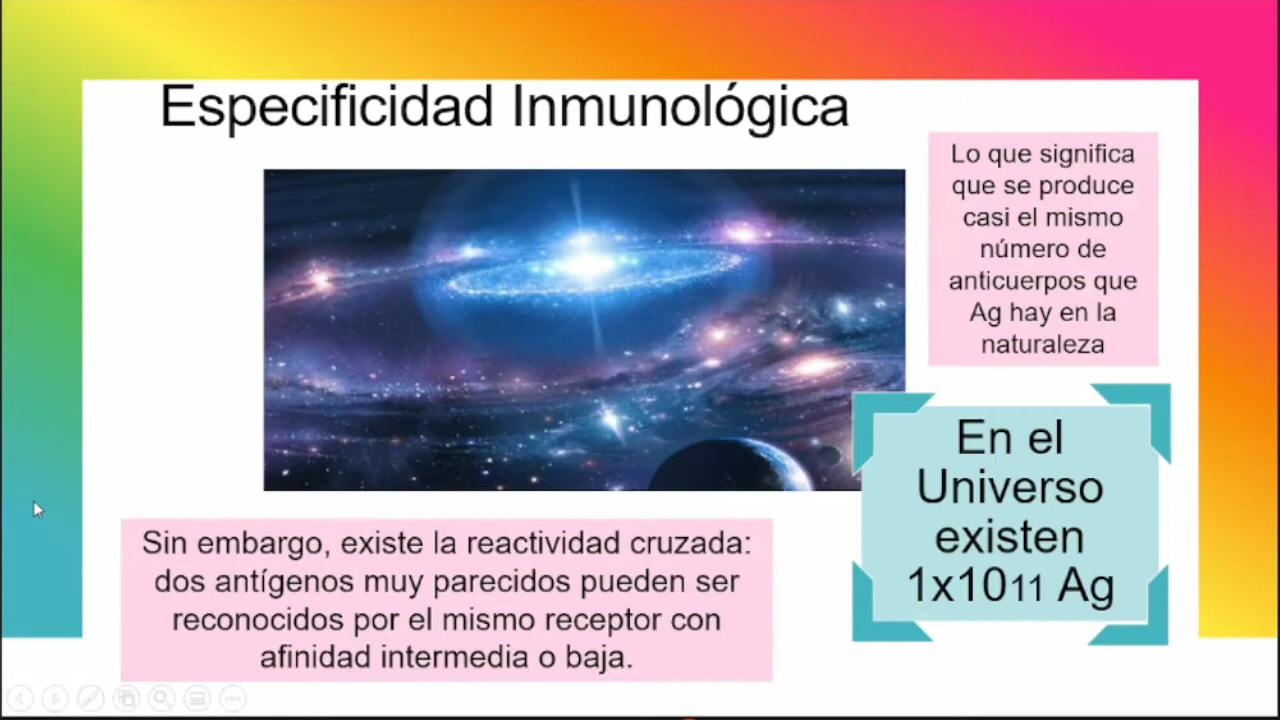 Especificidad Inmunológica
Lo que significa
que se produce
casi el mismo
número de
anticuerpos que
Ag hay en la
naturaleza
En el
Universo
existen
1x1011 Ag
Sin embargo, existe la reactividad cruzada:
dos antígenos muy parecidos pueden ser
reconocidos por el mismo receptor con
afinidad intermedia o baja.